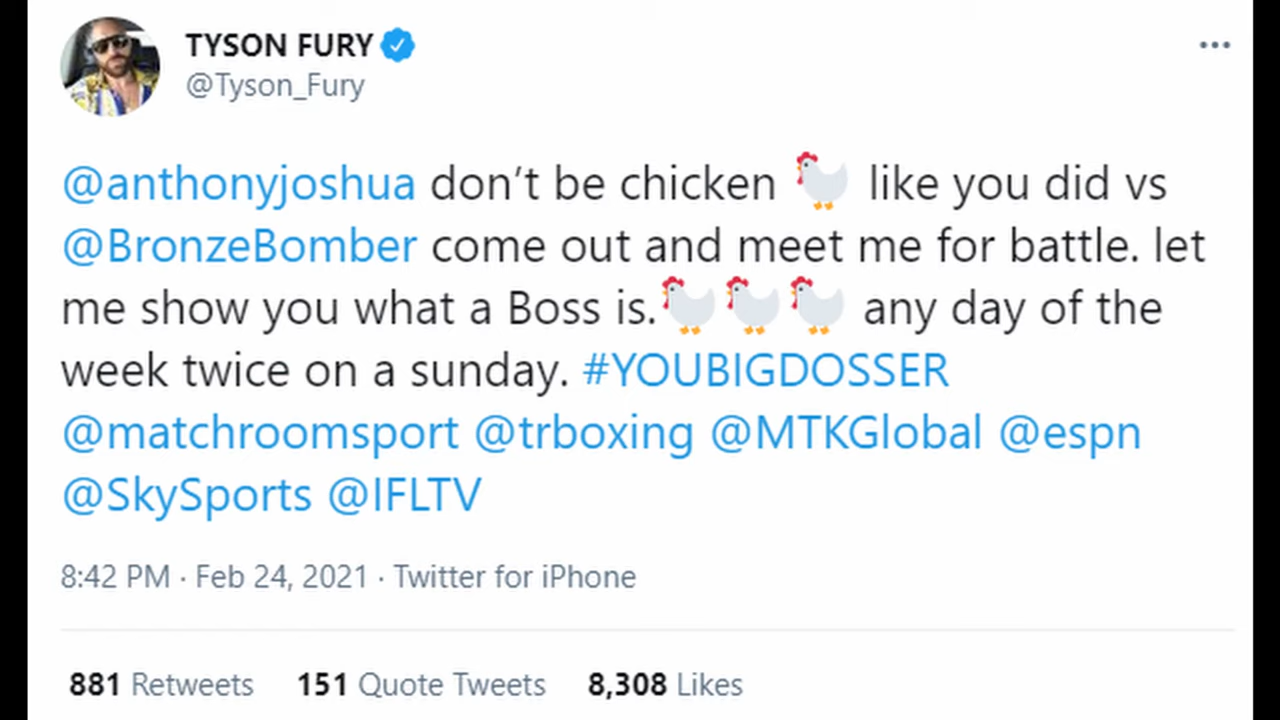 TYSON FURY
@Tyson_Fury
@anthonyjoshua don’t be chicken 🐔 like you did vs
@BronzeBomber come out and meet me for battle. let
me show you what a Boss is.🐔🐔🐔 any day of the
week twice on a sunday. #YOUBIGDOSSER
@matchroomsport @trboxing @MTKGlobal @espn
@SkySports @IFLTV
8:42 PM · Feb 24, 2021 · Twitter for iPhone
881 Retweets 151 Quote Tweets 8,308 Likes